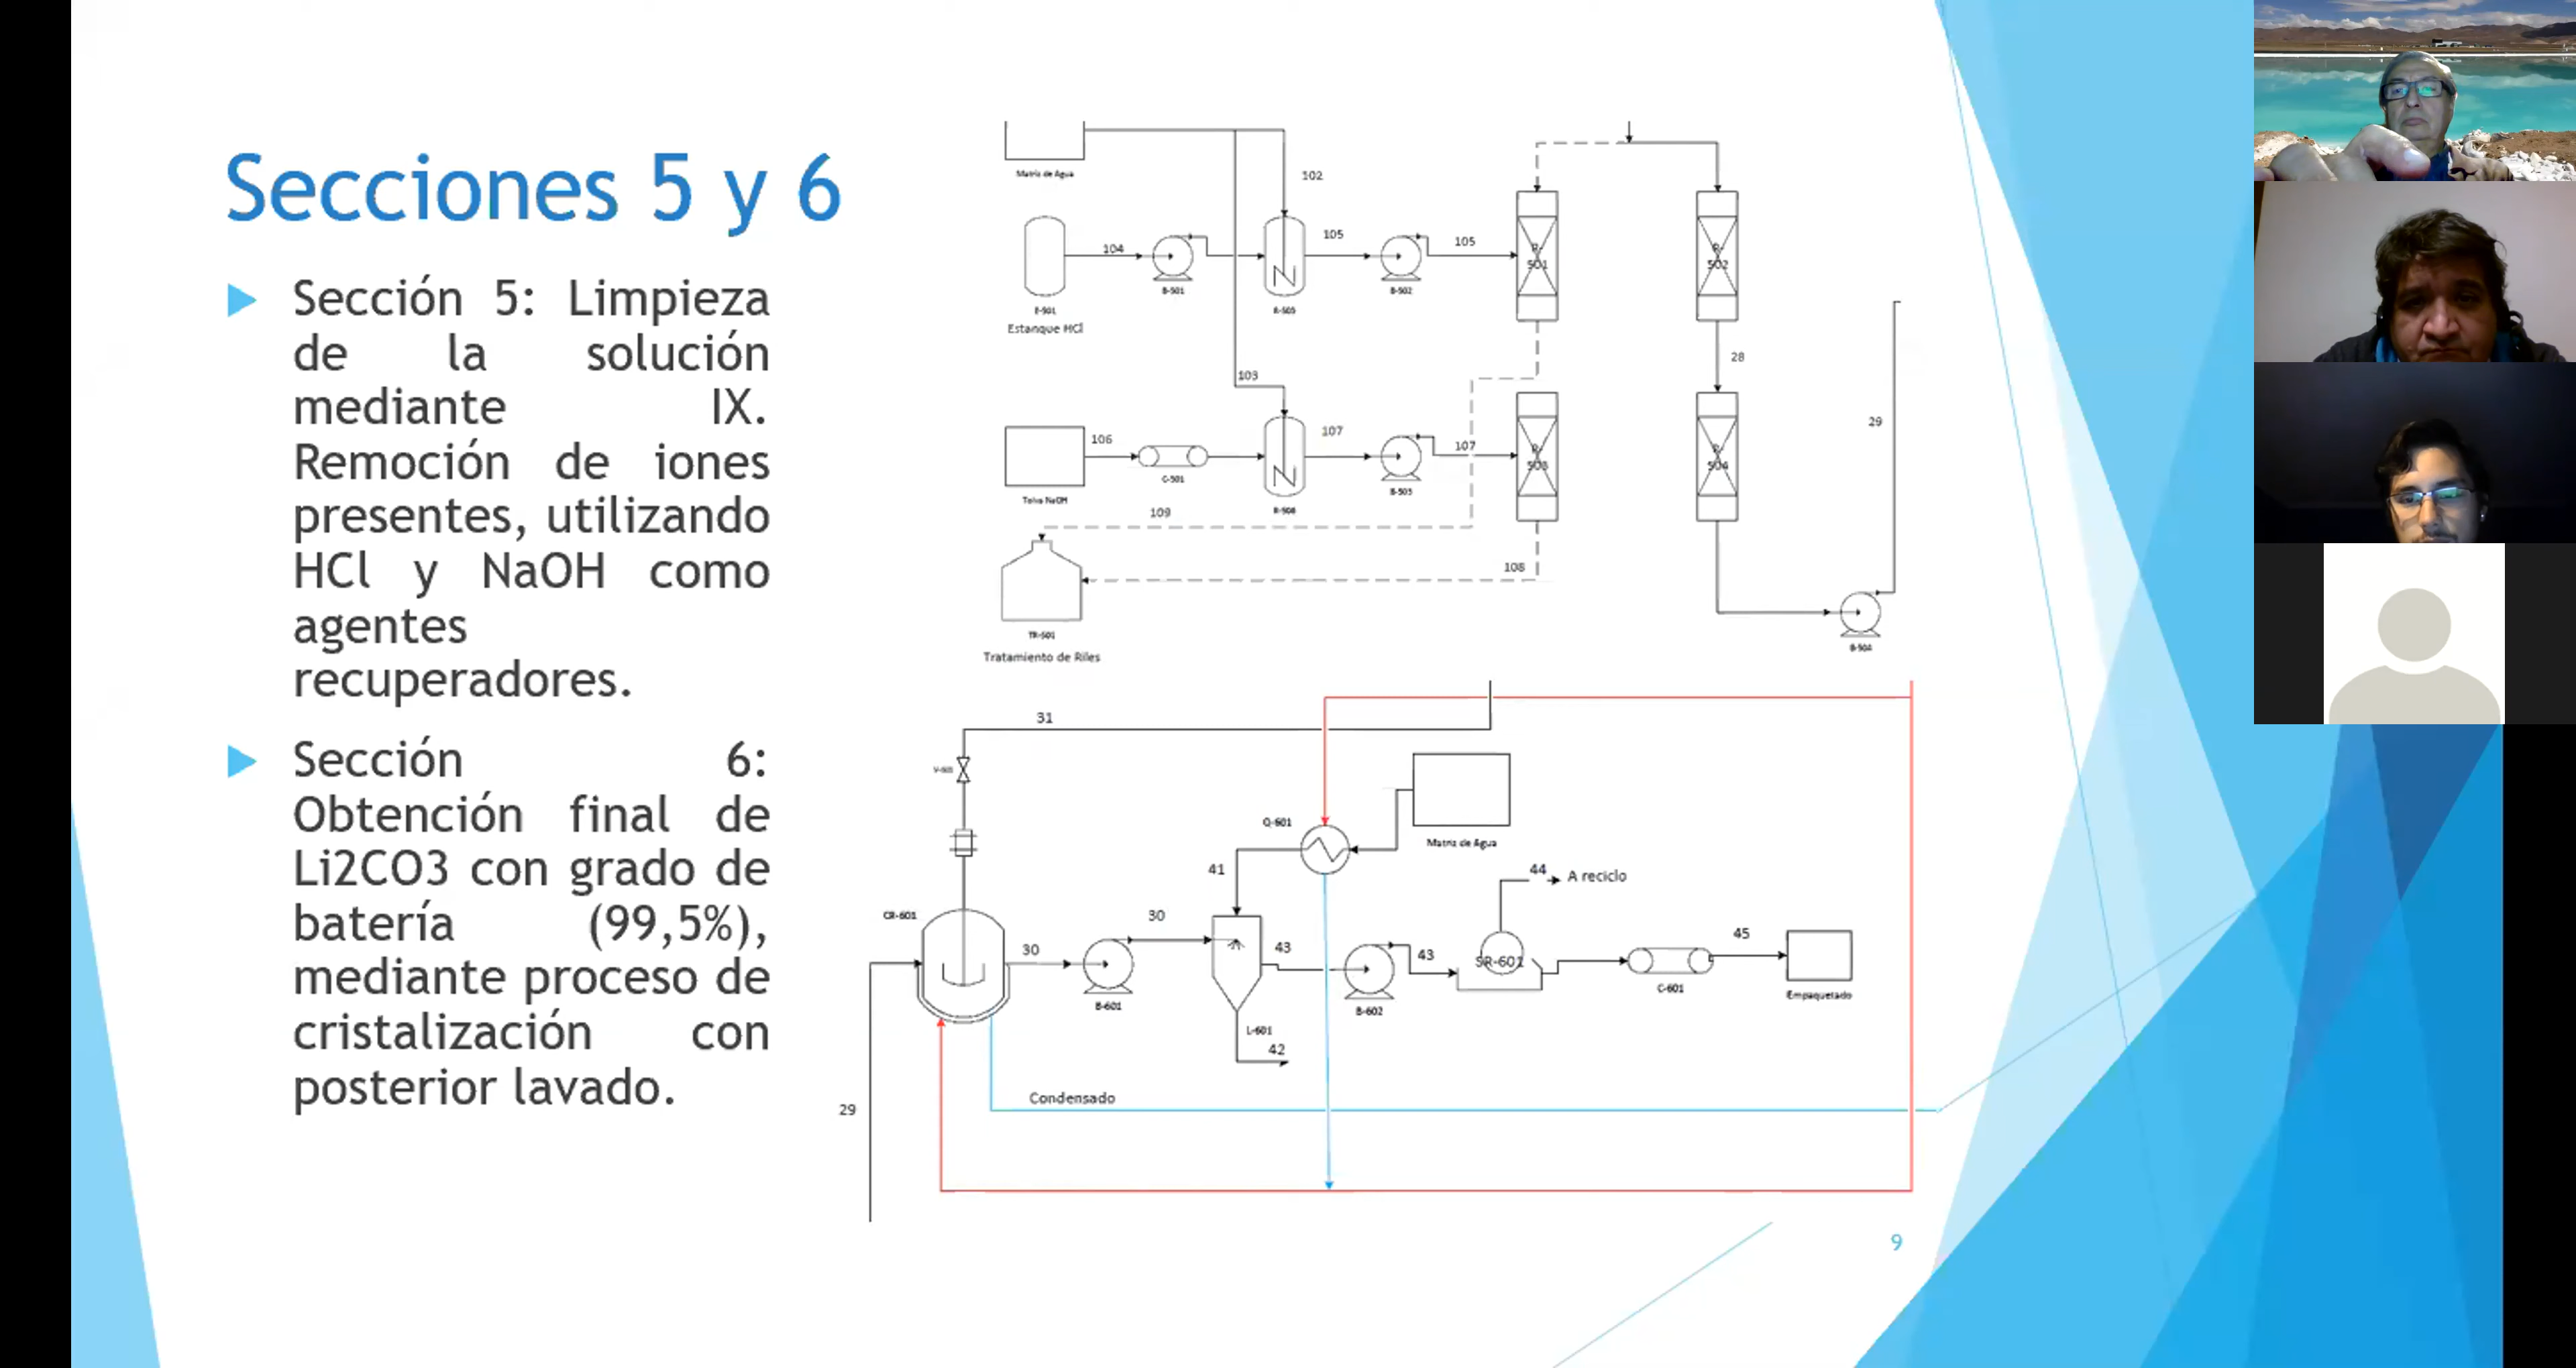 Secciones 5 y 6
Sección 5: Limpieza
de la solución
mediante IX.
Remoción de iones
presentes, utilizando
HCl y NaOH como
agentes
recuperadores.
Sección 6:
Obtención final de
Li2CO3 con grado de
batería (99,5%),
mediante proceso de
cristalización con
posterior lavado.
Matriz de Agua
102
104
105
105
B-501
B-502
R-501
R-502
Estanque HCl
103
28
29
106
107
107
C-501
B-503
R-504
Tolva NaOH
109
108
TR-501
Tratamiento de Riles
B-504
31
V-601
Q-601
Matriz de Agua
41
44
A reciclo
CR-601
30
30
43
43
SR-601
45
B-601
B-602
C-601
Empaquetado
L-601
42
Condensado
29
9